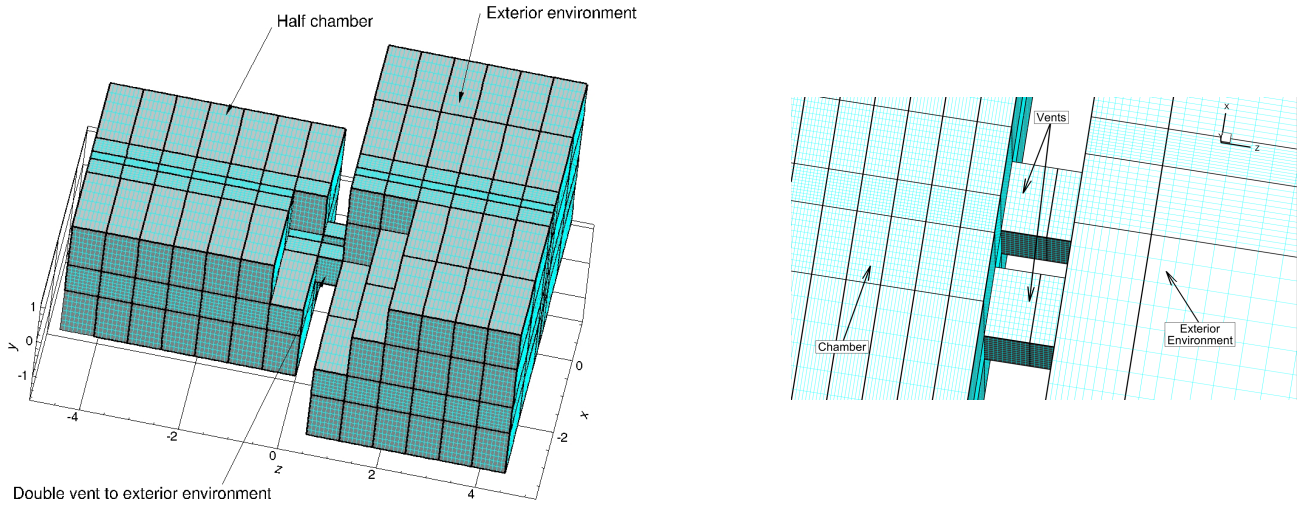 Half chamber
Exterior environment
1
0
-1
y
-4
-2
0
z
2
4
0
-2
x
Double vent to exterior environment
Vents
x
z
Chamber
Exterior
Environment